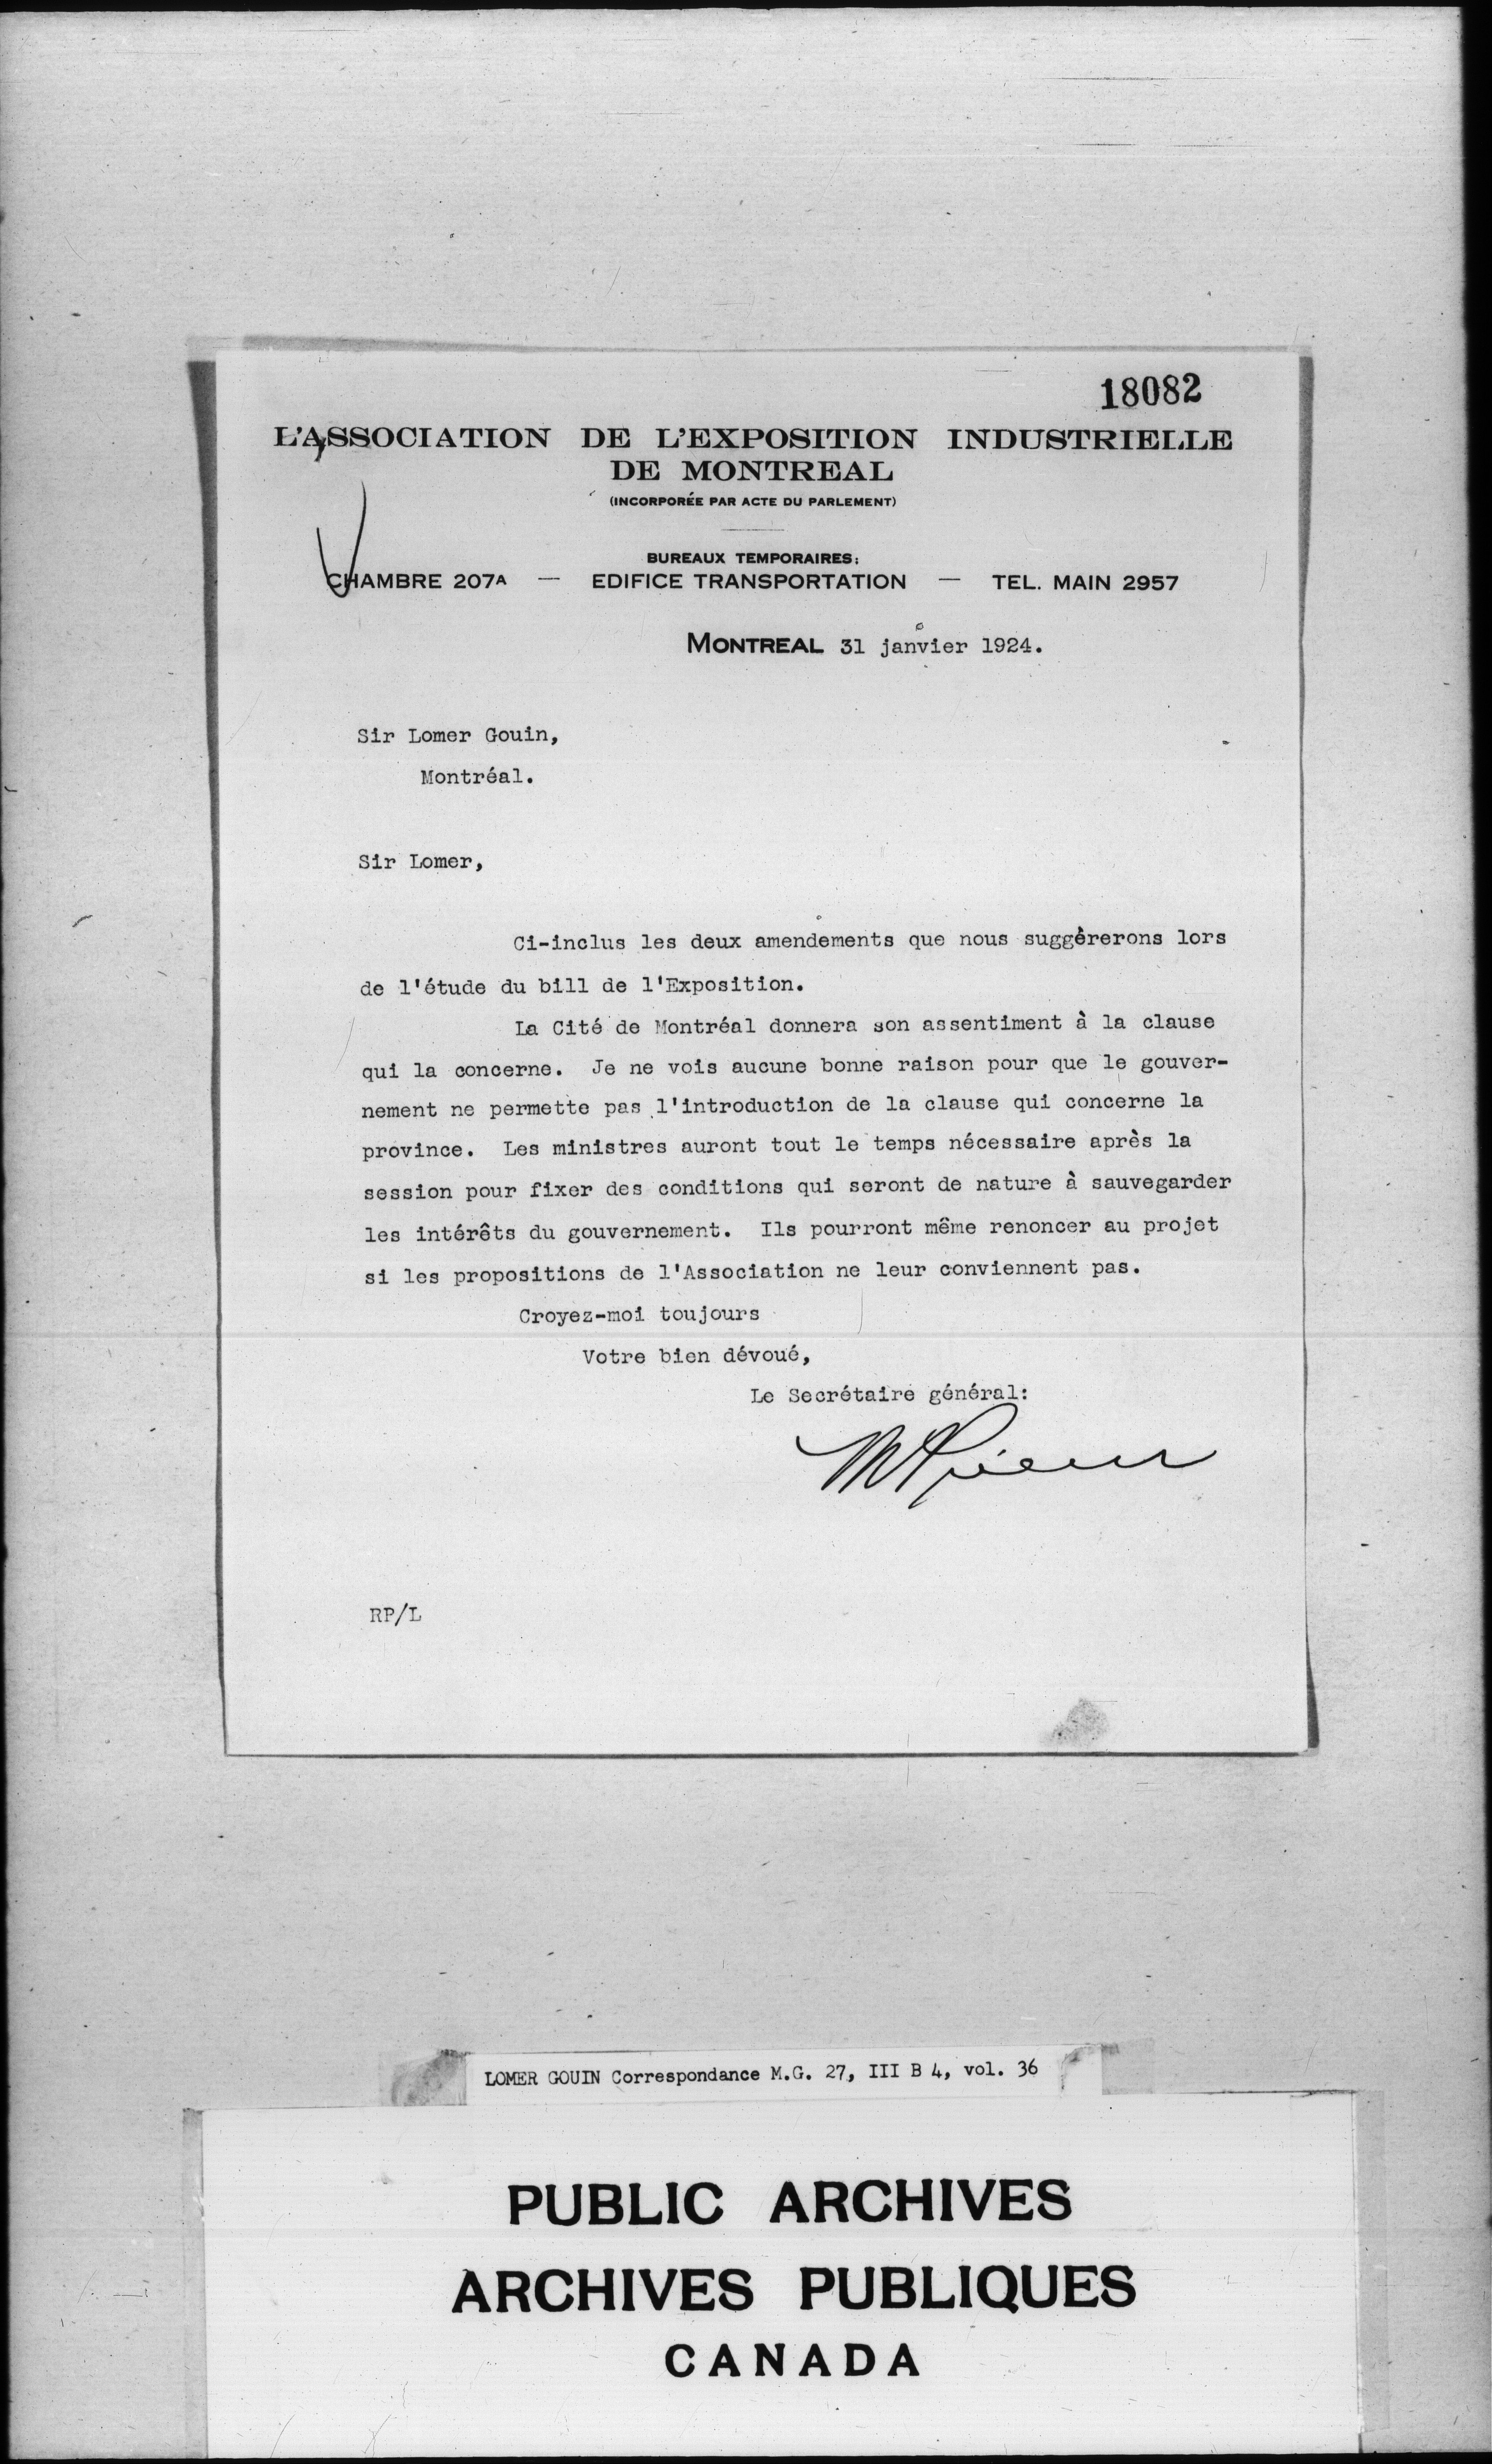 18082
L'ASSOCIATION DE L'EXPOSITION INDUSTRIELLE
DE MONTREAL
(INCORPORÉE PAR ACTE DU PARLEMENT)
BUREAUX TEMPORAIRES:
CHAMBRE 207A — EDIFICE TRANSPORTATION — TEL. MAIN 2957
MONTREAL 31 janvier 1924.
Sir Lomer Gouin,
Montréal.
Sir Lomer,
Ci-inclus les deux amendements que nous suggèrerons lors
de l'étude du bill de l'Exposition.
La Cité de Montréal donnera son assentiment à la clause
qui la concerne. Je ne vois aucune bonne raison pour que le gouver-
nement ne permette pas l'introduction de la clause qui concerne la
province. Les ministres auront tout le temps nécessaire après la
session pour fixer des conditions qui seront de nature à sauvegarder
les intérêts du gouvernement. Ils pourront même renoncer au projet
si les propositions de l'Association ne leur conviennent pas.
Croyez-moi toujours
Votre bien dévoué,
Le Secrétaire général:
RP/L
LOMER GOUIN Correspondance M.G. 27, III B 4, vol. 36
PUBLIC ARCHIVES
ARCHIVES PUBLIQUES
CANADA